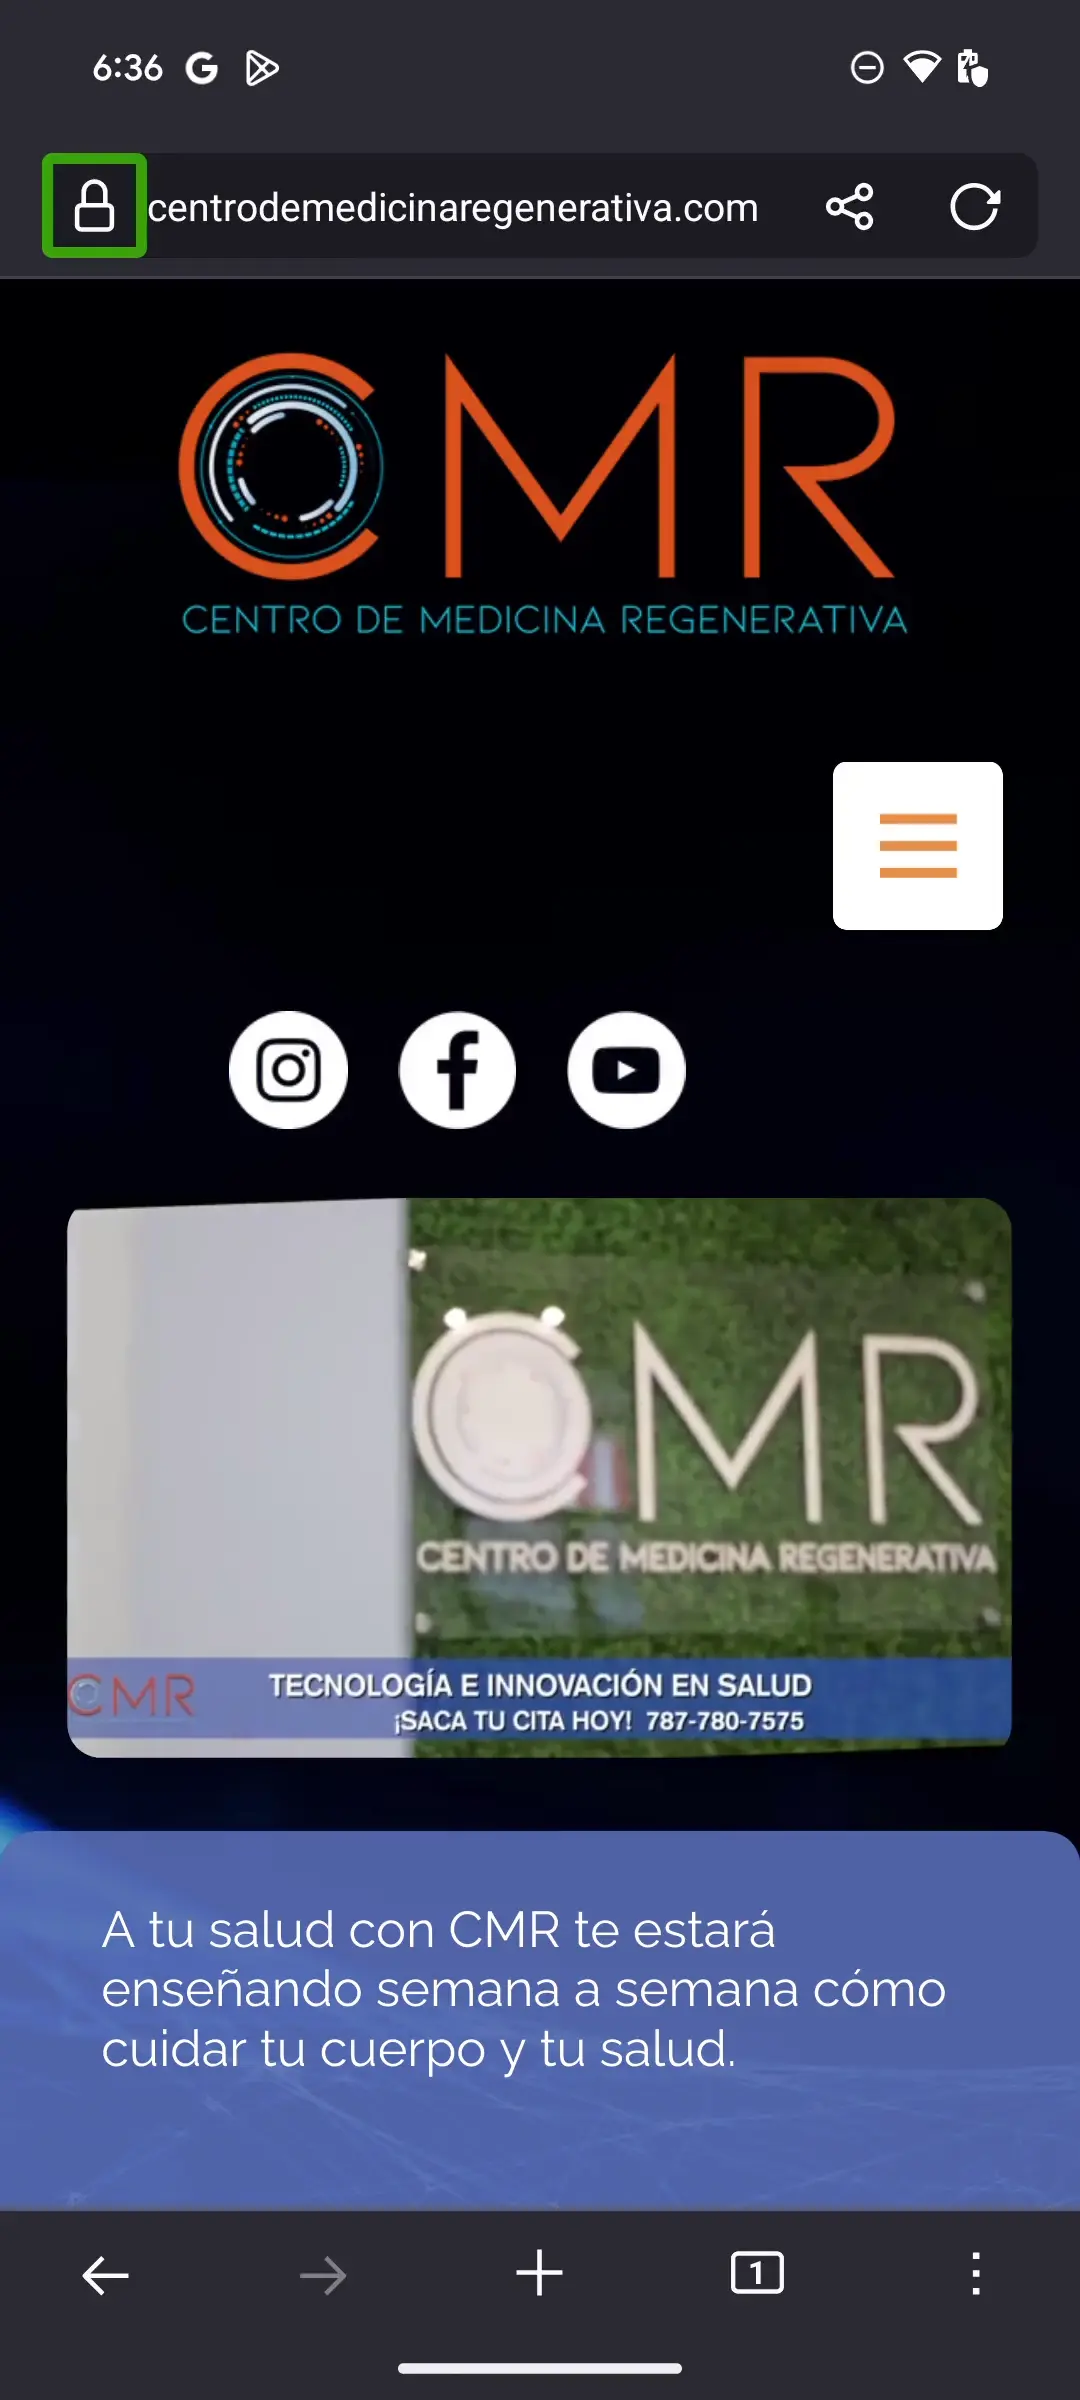 6:36
centrodemedicinaregenerativa.com
CMR
CENTRO DE MEDICINA REGENERATIVA
CMR
CENTRO DE MEDICINA REGENERATIVA
CMR
TECNOLOGÍA E INNOVACIÓN EN SALUD
¡SACA TU CITA HOY! 787-780-7575
A tu salud con CMR te estará
enseñando semana a semana cómo
cuidar tu cuerpo y tu salud.
1